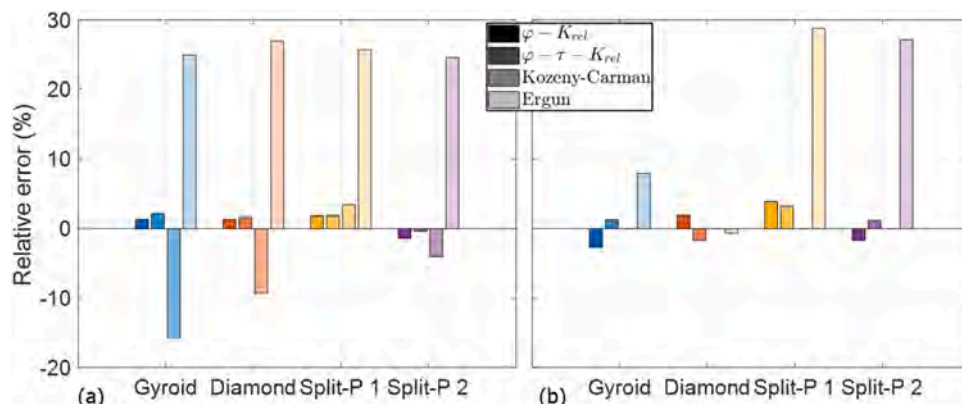 Relative error (%)
30
20
10
0
-10
-20
φ − K_rel
φ − τ − K_rel
Kozeny-Carman
Ergun
(a)
Gyroid Diamond Split-P 1 Split-P 2
(b)
Gyroid Diamond Split-P 1 Split-P 2